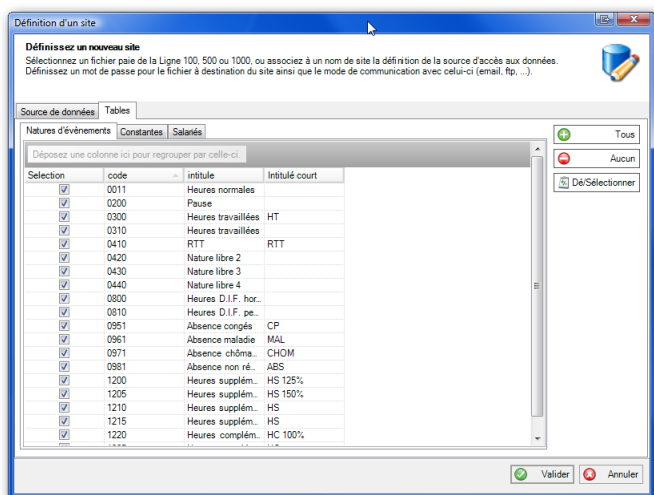 Définition d'un site
Définissez un nouveau site
Sélectionnez un fichier paie de la Ligne 100, 500 ou 1000, ou associez à un nom de site la définition de la source d'accès aux données.
Définissez un mot de passe pour le fichier à destination du site ainsi que le mode de communication avec celui-ci (email, ftp, ...).
Source de données Tables
Natures d'évènements Constantes Salariés
Déposez une colonne ici pour regrouper par celle-ci.
Selection code intitule Intitulé court
0011 Heures normales
0200 Pause
0300 Heures travaillées HT
0310 Heures travaillées
0410 RTT RTT
0420 Nature libre 2
0430 Nature libre 3
0440 Nature libre 4
0800 Heures D.I.F. hor...
0810 Heures D.I.F. pe...
0951 Absence congés CP
0961 Absence maladie MAL
0971 Absence chôma... CHOM
0981 Absence non ré... ABS
1200 Heures supplém... HS 125%
1205 Heures supplém... HS 150%
1210 Heures supplém... HS
1215 Heures supplém... HS
1220 Heures complém... HC 100%
Tous
Aucun
Dé/Sélectionner
Valider Annuler